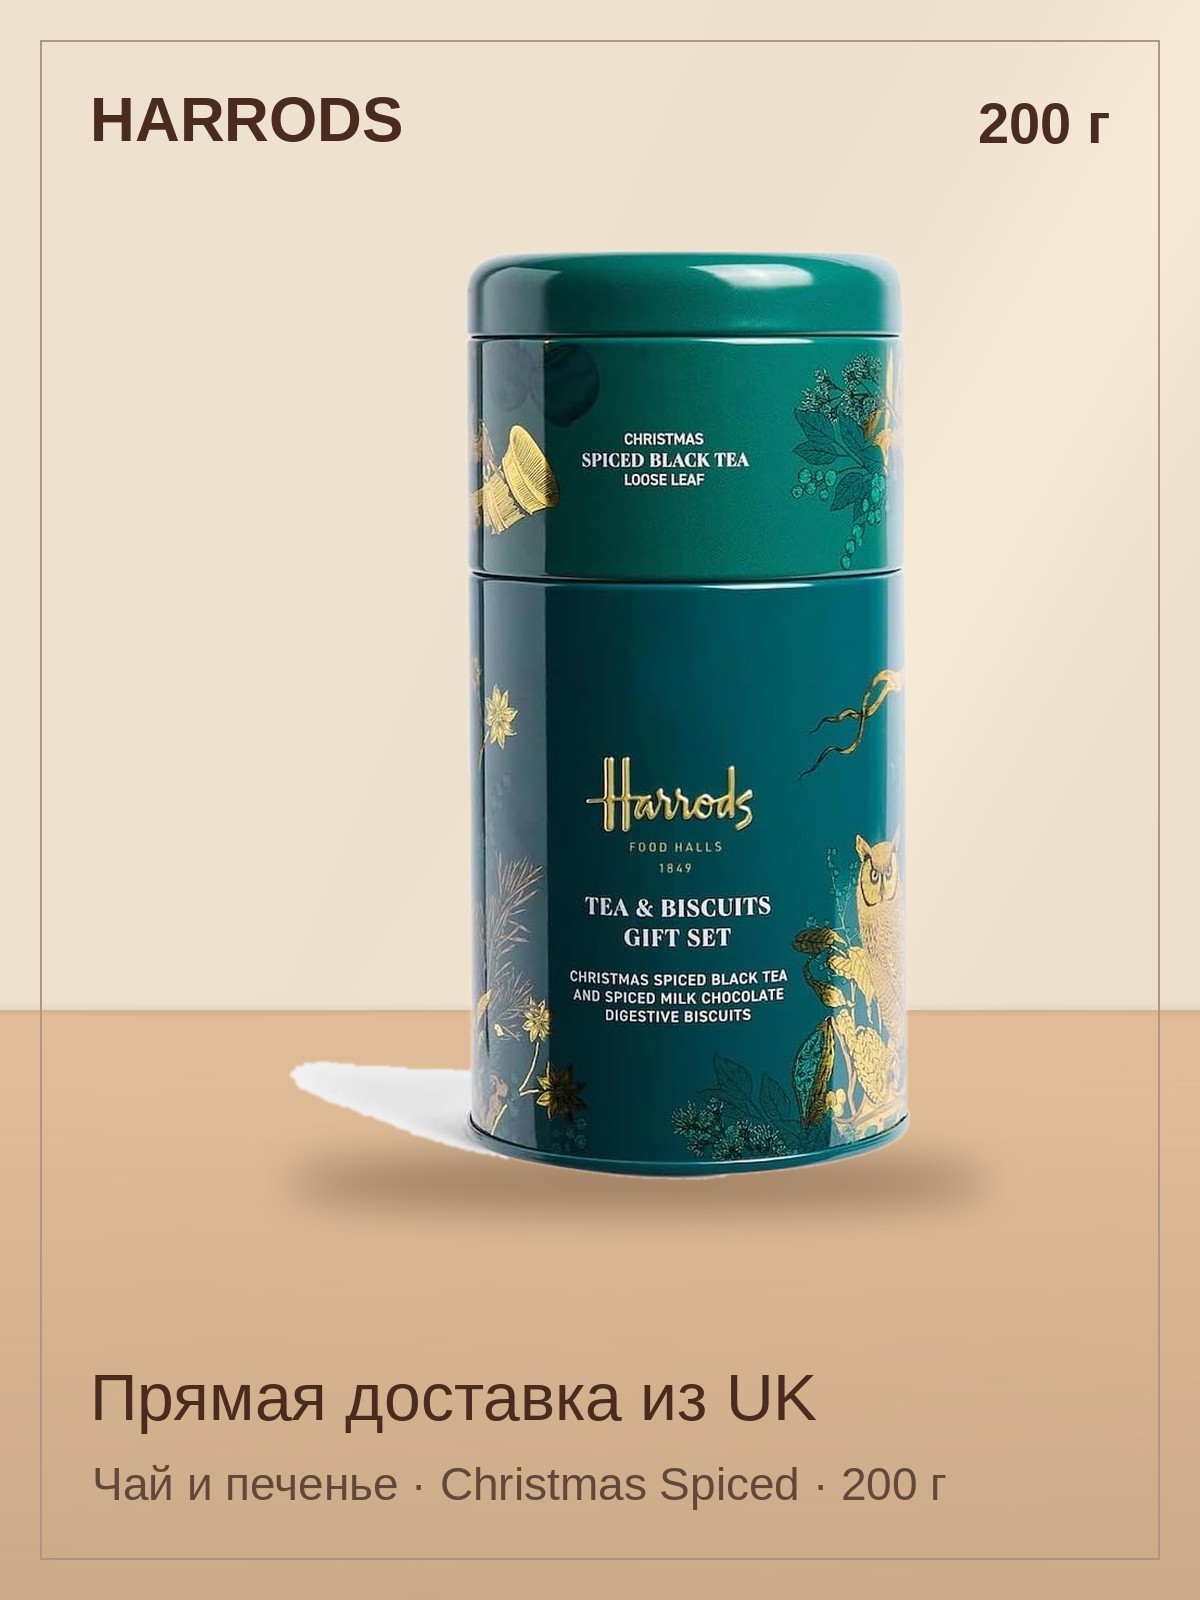 HARRODS
200 г
CHRISTMAS
SPICED BLACK TEA
LOOSE LEAF
Harrods
FOOD HALLS
1849
TEA & BISCUITS
GIFT SET
CHRISTMAS SPICED BLACK TEA
AND SPICED MILK CHOCOLATE
DIGESTIVE BISCUITS
Прямая доставка из UK
Чай и печенье · Christmas Spiced · 200 г